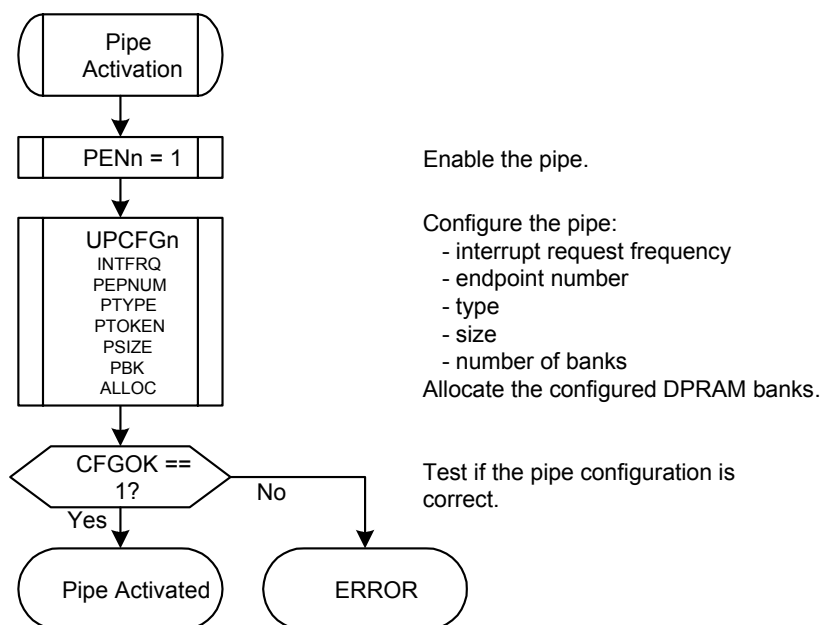 Pipe
Activation
PENn = 1
Enable the pipe.
UPCFGn
INTFRQ
PEPNUM
PTYPE
PTOKEN
PSIZE
PBK
ALLOC
Configure the pipe:
- interrupt request frequency
- endpoint number
- type
- size
- number of banks
Allocate the configured DPRAM banks.
CFGOK ==
1?
Test if the pipe configuration is
correct.
No
Yes
Pipe Activated
ERROR